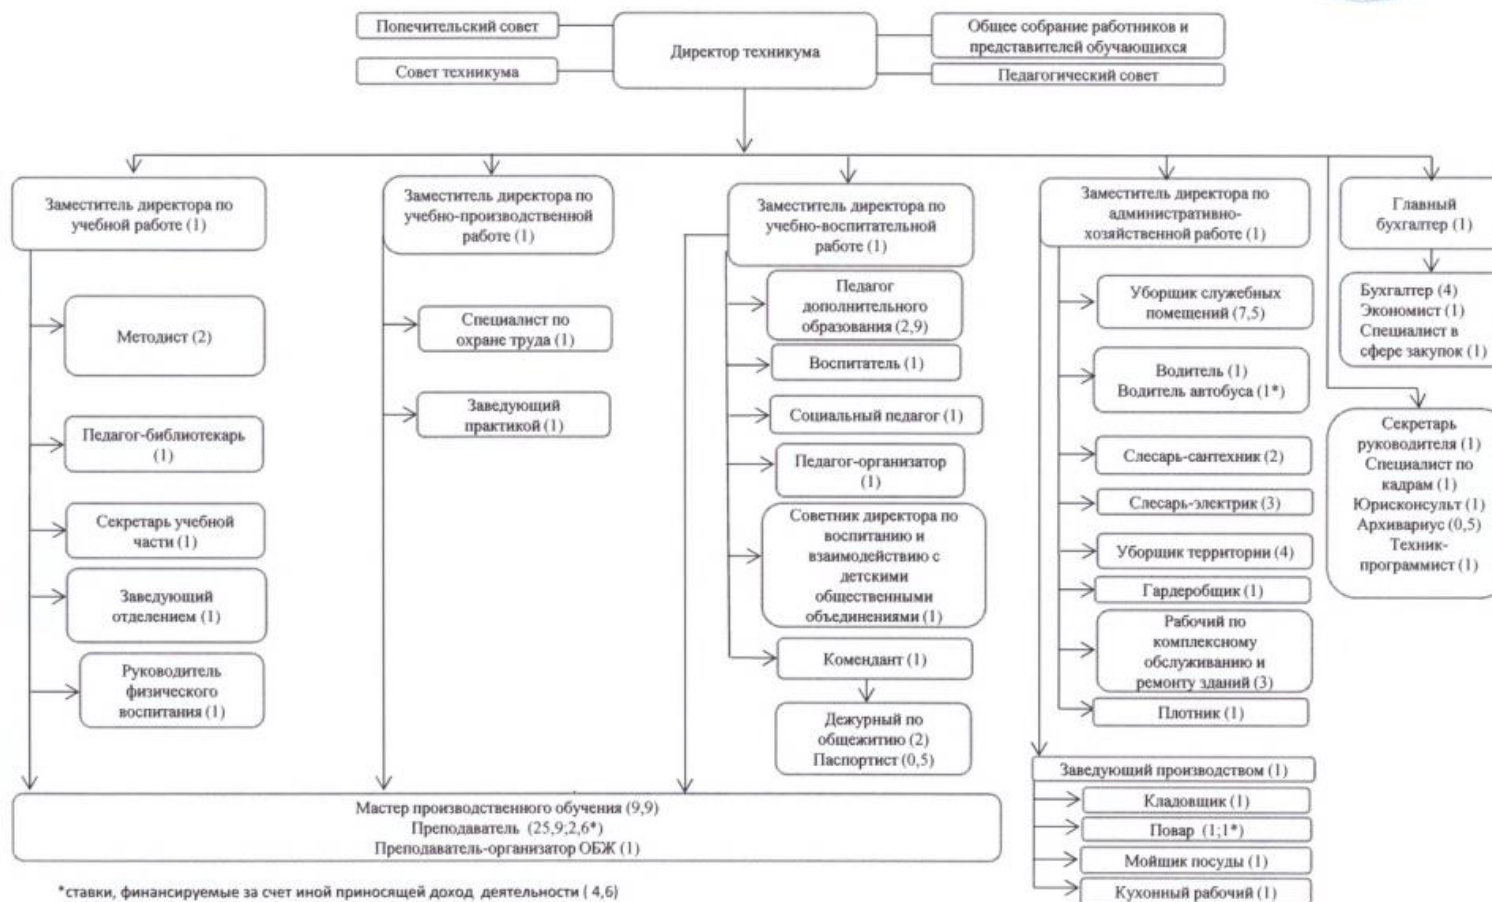 Попечительский совет
Совет техникума
Директор техникума
Общее собрание работников и
представителей обучающихся
Педагогический совет
Заместитель директора по
учебной работе (1)
Методист (2)
Педагог-библиотекарь
(1)
Секретарь учебной
части (1)
Заведующий
отделением (1)
Руководитель
физического
воспитания (1)
Заместитель директора по
учебно-производственной
работе (1)
Специалист по
охране труда (1)
Заведующий
практикой (1)
Заместитель директора по
учебно-воспитательной
работе (1)
Педагог
дополнительного
образования (2,9)
Воспитатель (1)
Социальный педагог (1)
Педагог-организатор
(1)
Советник директора по
воспитанию и
взаимодействию с
детскими
общественными
объединениями (1)
Комендант (1)
Дежурный по
общежитию (2)
Паспортист (0,5)
Заместитель директора по
административно-
хозяйственной работе (1)
Уборщик служебных
помещений (7,5)
Водитель (1)
Водитель автобуса (1*)
Слесарь-сантехник (2)
Слесарь-электрик (3)
Уборщик территории (4)
Гардеробщик (1)
Рабочий по
комплексному
обслуживанию и
ремонту зданий (3)
Плотник (1)
Заведующий производством (1)
Кладовщик (1)
Повар (1;1*)
Мойщик посуды (1)
Кухонный рабочий (1)
Главный
бухгалтер (1)
Бухгалтер (4)
Экономист (1)
Специалист в
сфере закупок (1)
Секретарь
руководителя (1)
Специалист по
кадрам (1)
Юрисконсульт (1)
Архивариус (0,5)
Техник-
программист (1)
Мастер производственного обучения (9,9)
Преподаватель (25,9;2,6*)
Преподаватель-организатор ОБЖ (1)
*ставки, финансируемые за счет иной приносящей доход деятельности ( 4,6)